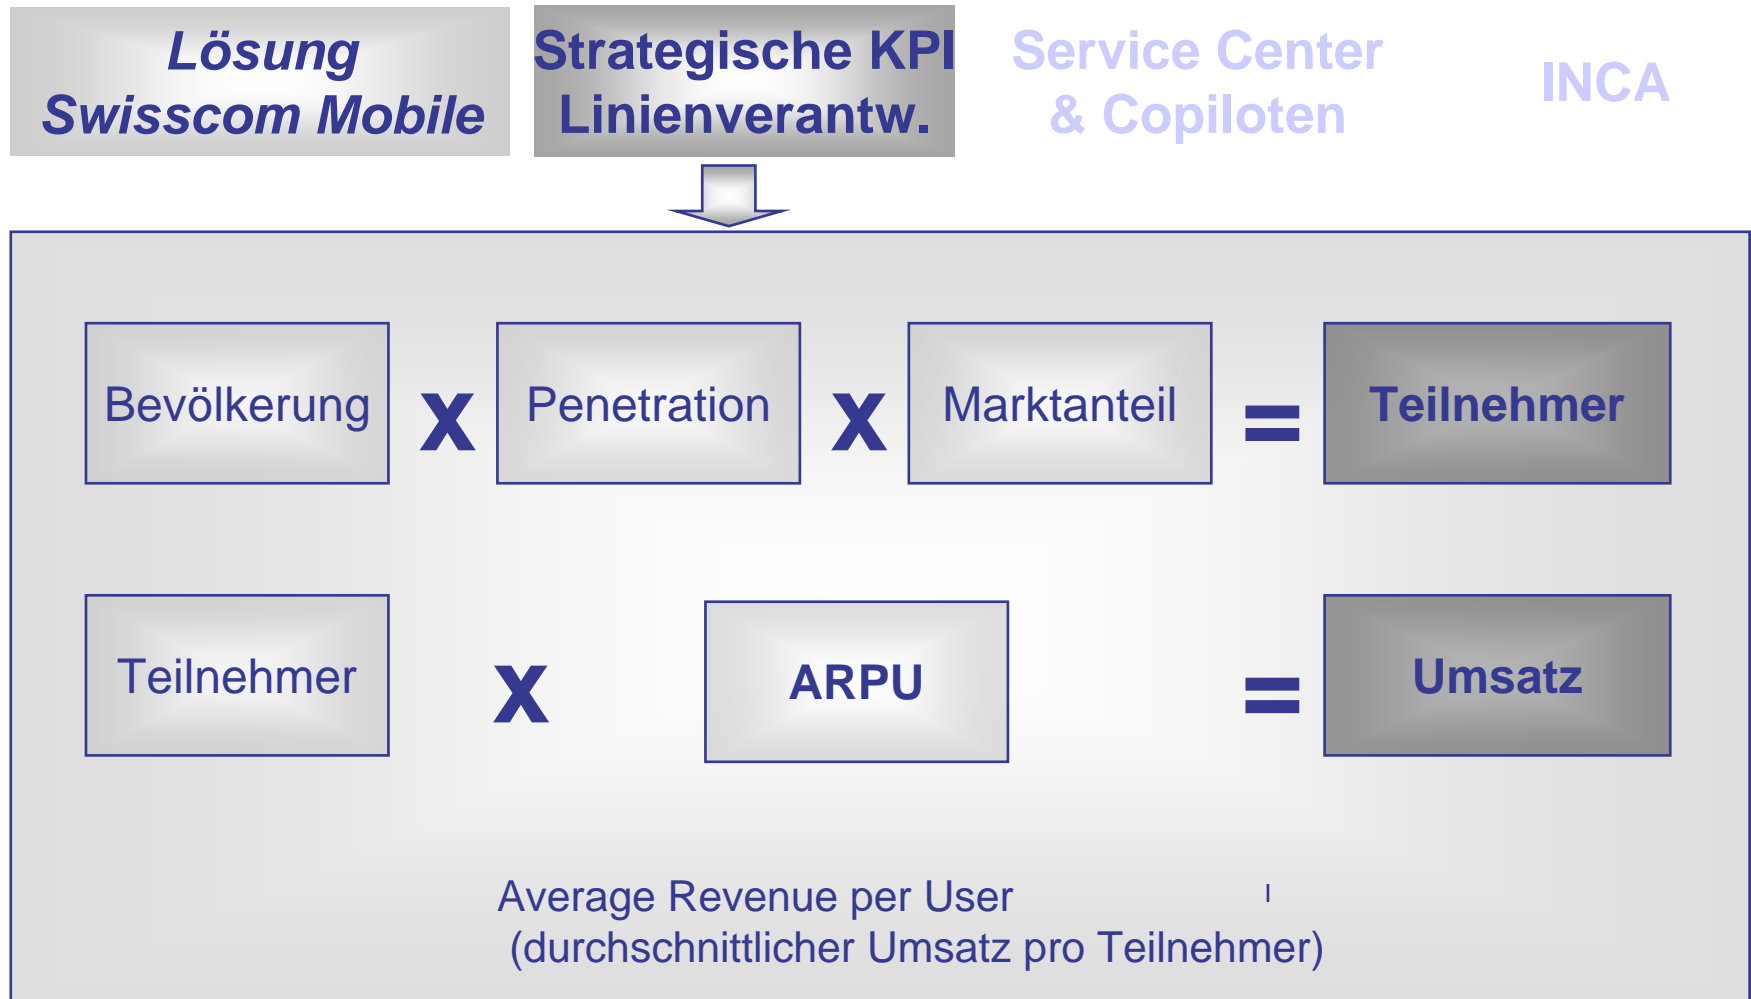 Lösung
Swisscom Mobile
Strategische KPI
Linienverantw.
Service Center
& Copiloten
INCA
Bevölkerung x Penetration x Marktanteil = Teilnehmer
Teilnehmer x ARPU = Umsatz
Average Revenue per User
(durchschnittlicher Umsatz pro Teilnehmer)